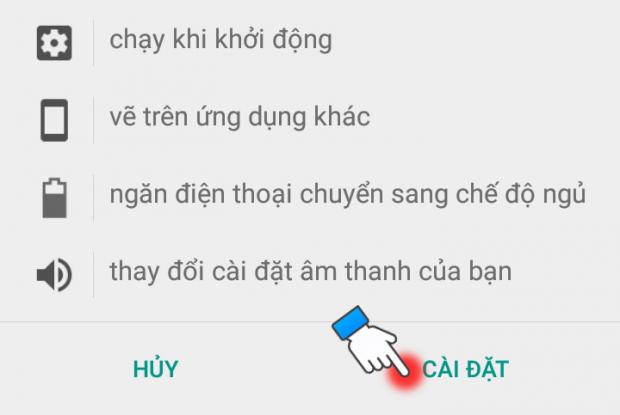 chạy khi khởi động
vẽ trên ứng dụng khác
ngăn điện thoại chuyển sang chế độ ngủ
thay đổi cài đặt âm thanh của bạn
HỦY CÀI ĐẶT